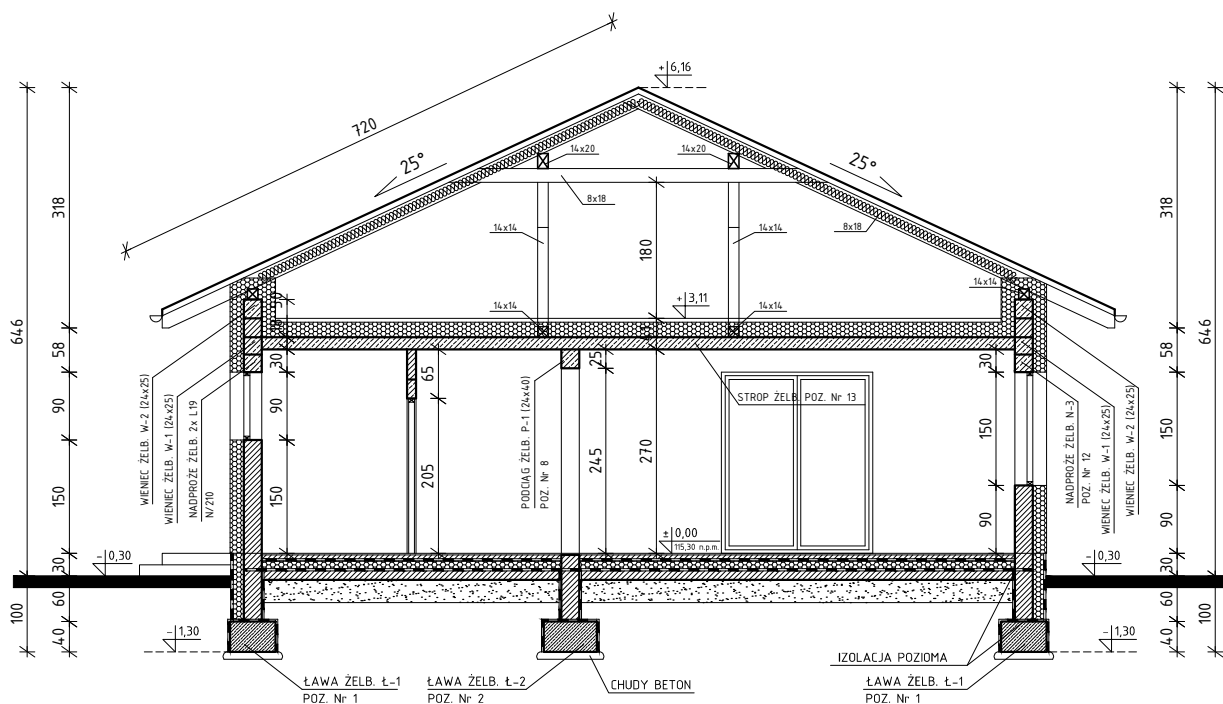 +6,16
720
25°
25°
14x20
14x20
8x18
318
318
180
14x14
14x14
8x18
14x14
+3,11
14x14
14x14
646
58
30
65
25
30
58
646
WIENIEC ŻELB. W-2 (24x25)
WIENIEC ŻELB. W-1 (24x25)
NADPROŻE ŻELB. 2x L19
N/210
90
90
205
PODCIĄG ŻELB. P-1 (24x40)
POZ. Nr 8
245
270
STROP ŻELB. POZ. Nr 13
150
NADPROŻE ŻELB. N-3
POZ. Nr 12
WIENIEC ŻELB. W-1 (24x25)
WIENIEC ŻELB. W-2 (24x25)
150
150
150
90
90
± 0,00
115,30 n.p.m.
-0,30
30
30
-0,30
100
60
60
100
-1,30
40
40
-1,30
IZOLACJA POZIOMA
ŁAWA ŻELB. Ł-1
POZ. Nr 1
ŁAWA ŻELB. Ł-2
POZ. Nr 2
CHUDY BETON
ŁAWA ŻELB. Ł-1
POZ. Nr 1